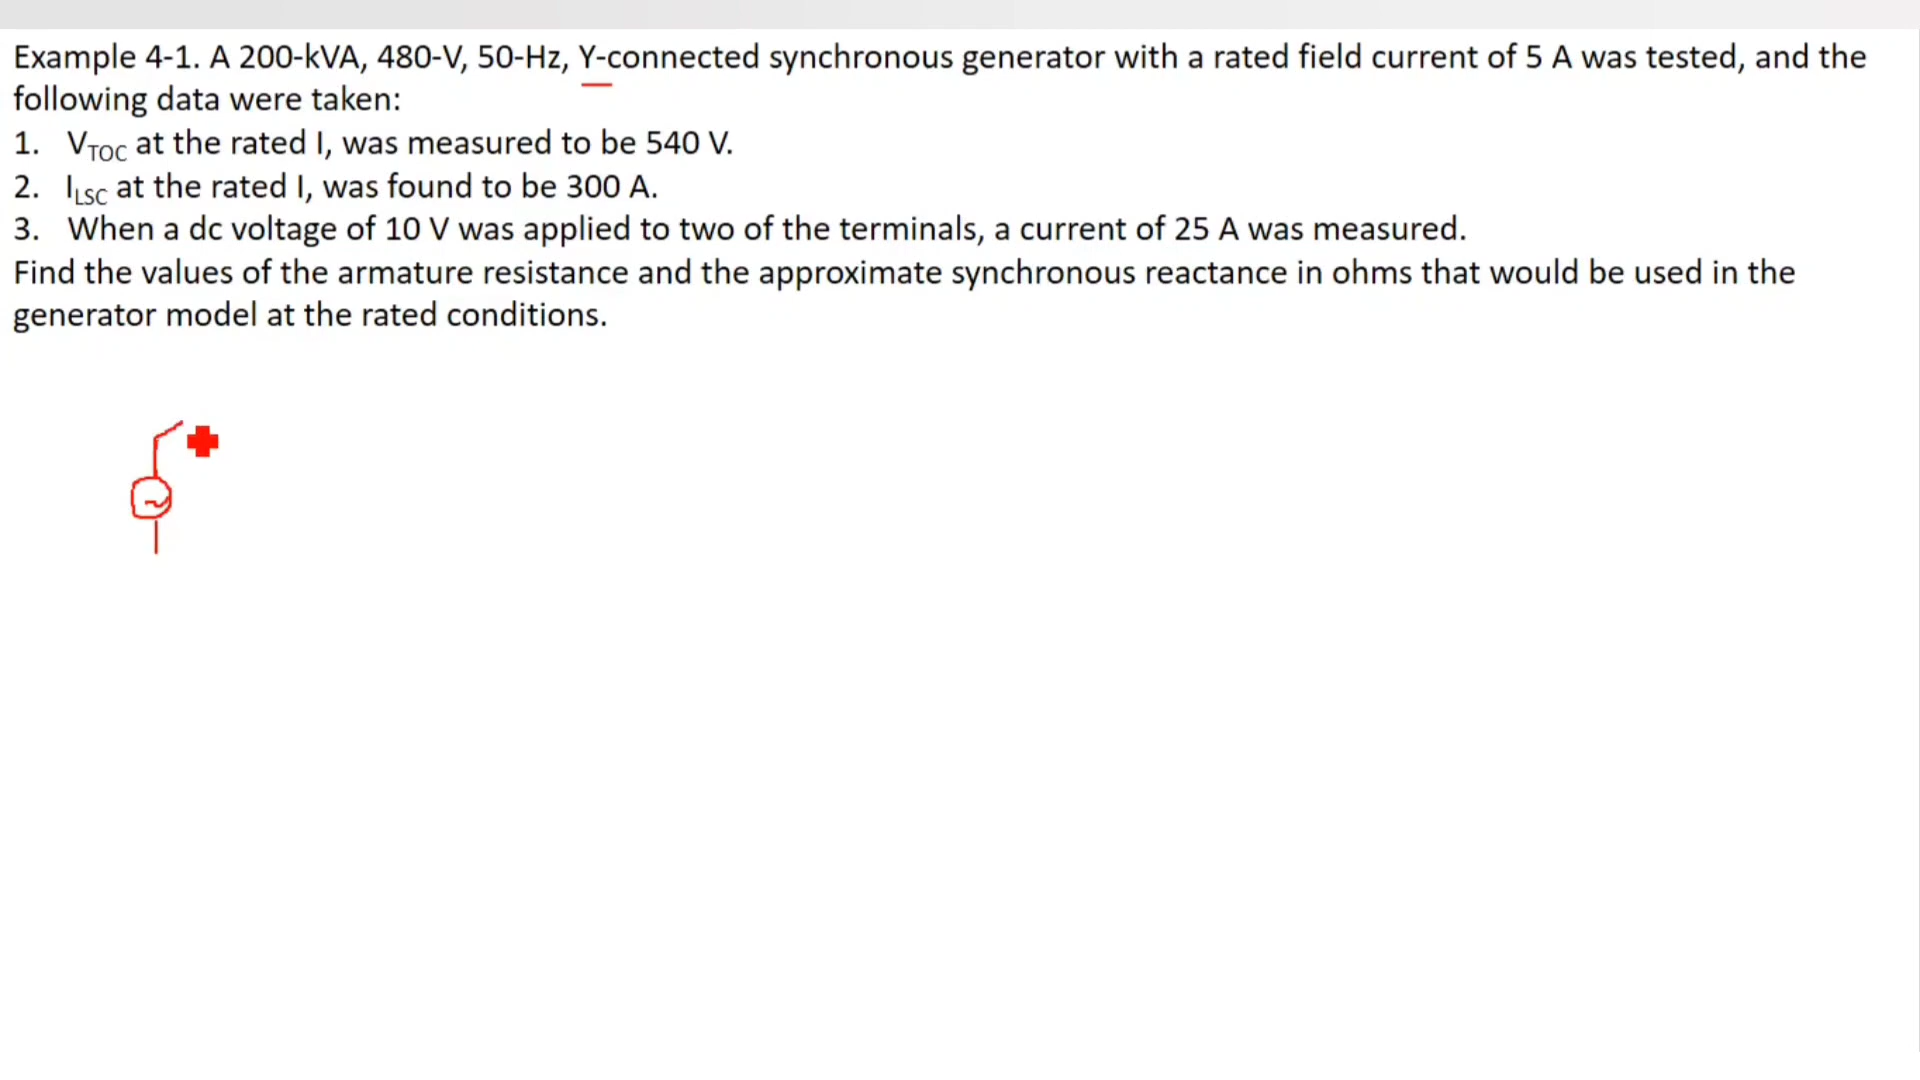 Example 4-1. A 200-kVA, 480-V, 50-Hz, Y-connected synchronous generator with a rated field current of 5 A was tested, and the
following data were taken:
1. VTOC at the rated I, was measured to be 540 V.
2. ILSC at the rated I, was found to be 300 A.
3. When a dc voltage of 10 V was applied to two of the terminals, a current of 25 A was measured.
Find the values of the armature resistance and the approximate synchronous reactance in ohms that would be used in the
generator model at the rated conditions.